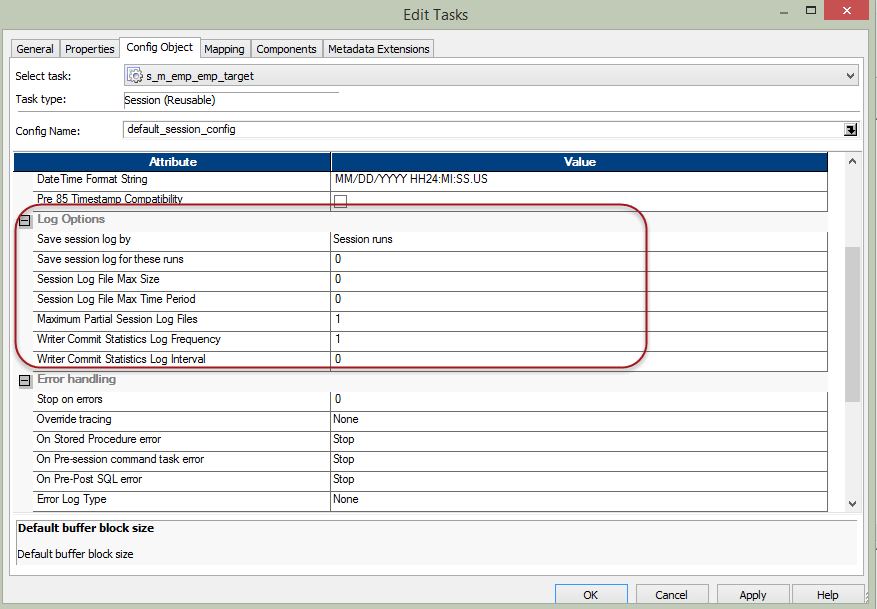 Edit Tasks
General Properties Config Object Mapping Components Metadata Extensions
Select task: s_m_emp_emp_target
Task type: Session (Reusable)
Config Name: default_session_config
Attribute Value
DateTime Format String MM/DD/YYYY HH24:MI:SS.US
Pre 85 Timestamp Compatibility
Log Options
Save session log by Session runs
Save session log for these runs 0
Session Log File Max Size 0
Session Log File Max Time Period 0
Maximum Partial Session Log Files 1
Writer Commit Statistics Log Frequency 1
Writer Commit Statistics Log Interval 0
Error handling
Stop on errors 0
Override tracing None
On Stored Procedure error Stop
On Pre-session command task error Stop
On Pre-Post SQL error Stop
Error Log Type None
Default buffer block size
Default buffer block size
OK Cancel Apply Help